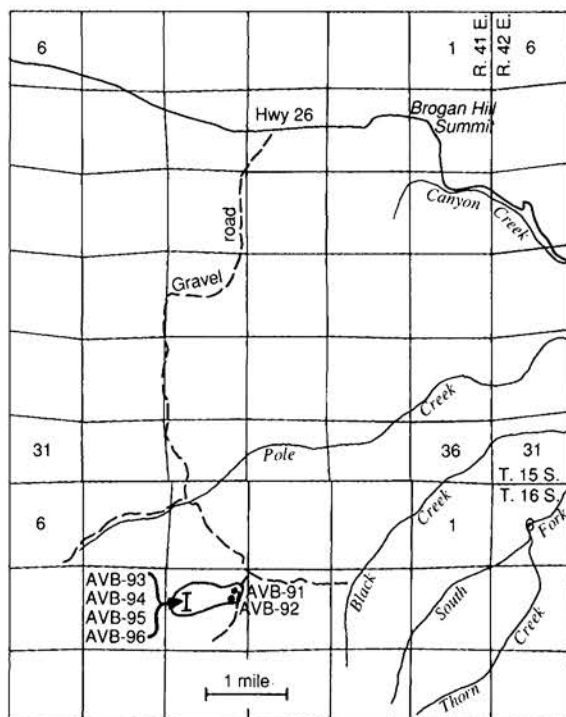 6
1
R. 41 E.
R. 42 E.
6
Hwy 26
Brogan Hill
Summit
Canyon
Creek
road
Gravel
Creek
Pole
31
36
31
T. 15 S.
T. 16 S.
6
Creek
1
6
Fork
AVB-93
AVB-94
AVB-95
AVB-96
I
AVB-91
AVB-92
Black
South
Creek
Thorn
1 mile